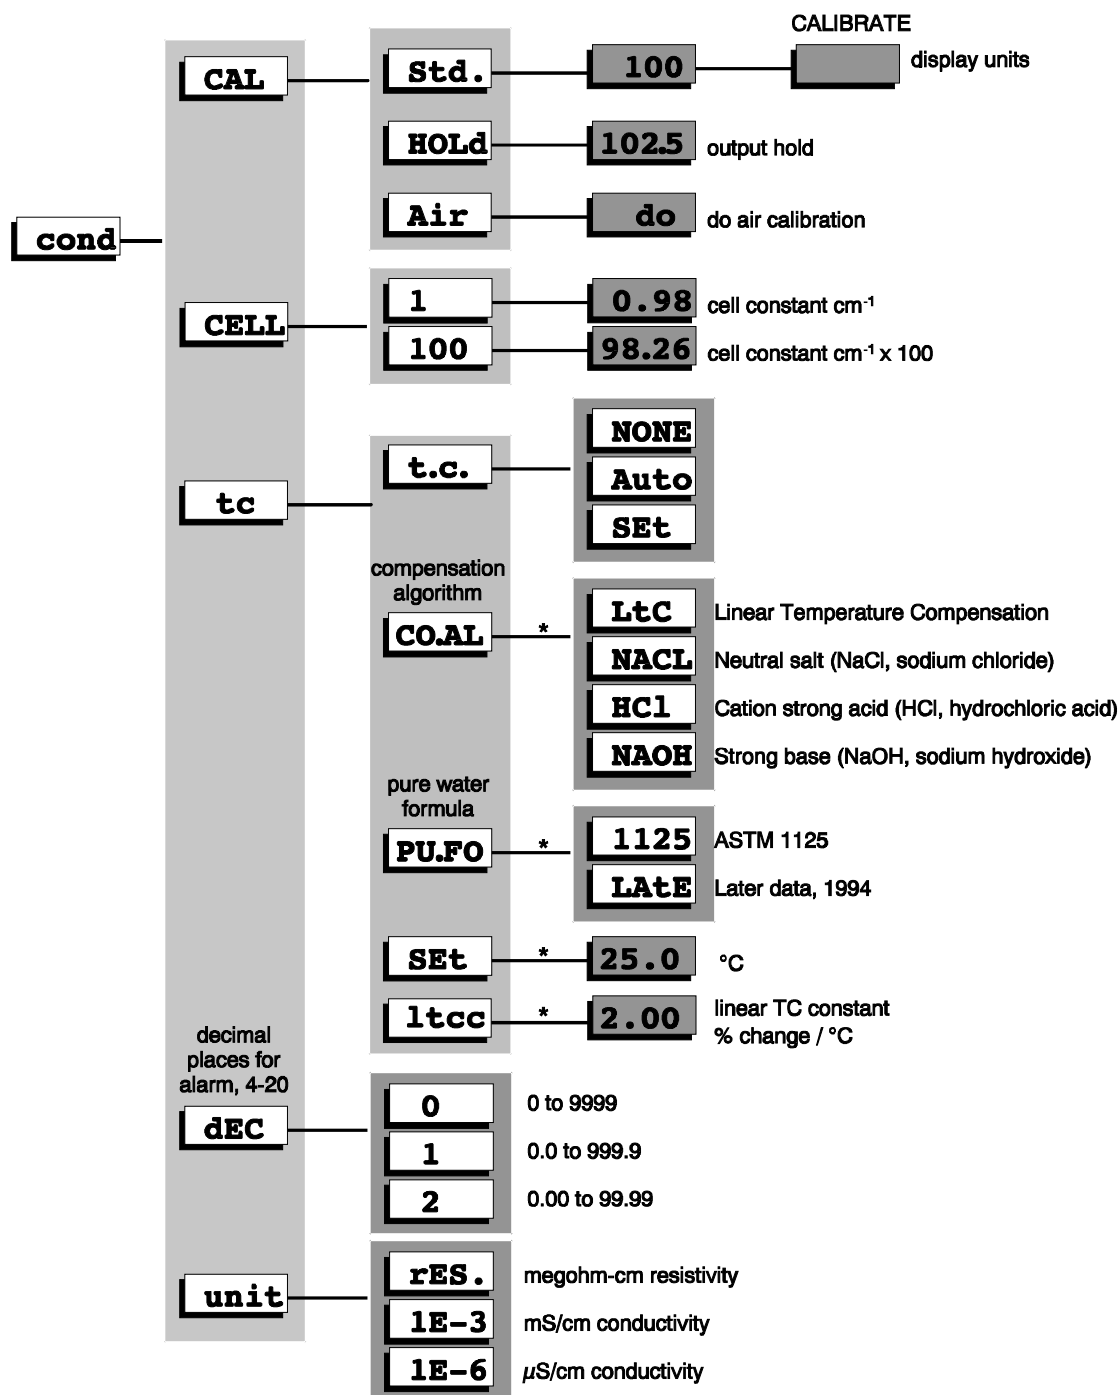 CALIBRATE
CAL Std. 100 display units
HOLd 102.5 output hold
Air do do air calibration
cond
CELL 1 0.98 cell constant cm⁻¹
100 98.26 cell constant cm⁻¹ x 100
tc t.c. NONE
Auto
SEt
compensation
algorithm
CO.AL * LtC Linear Temperature Compensation
NACL Neutral salt (NaCl, sodium chloride)
HCl Cation strong acid (HCl, hydrochloric acid)
NAOH Strong base (NaOH, sodium hydroxide)
pure water
formula
PU.FO * 1125 ASTM 1125
LAtE Later data, 1994
SEt * 25.0 °C
ltcc * 2.00 linear TC constant
% change / °C
decimal
places for
alarm, 4-20
dEC 0 0 to 9999
1 0.0 to 999.9
2 0.00 to 99.99
unit rES. megohm-cm resistivity
1E-3 mS/cm conductivity
1E-6 µS/cm conductivity